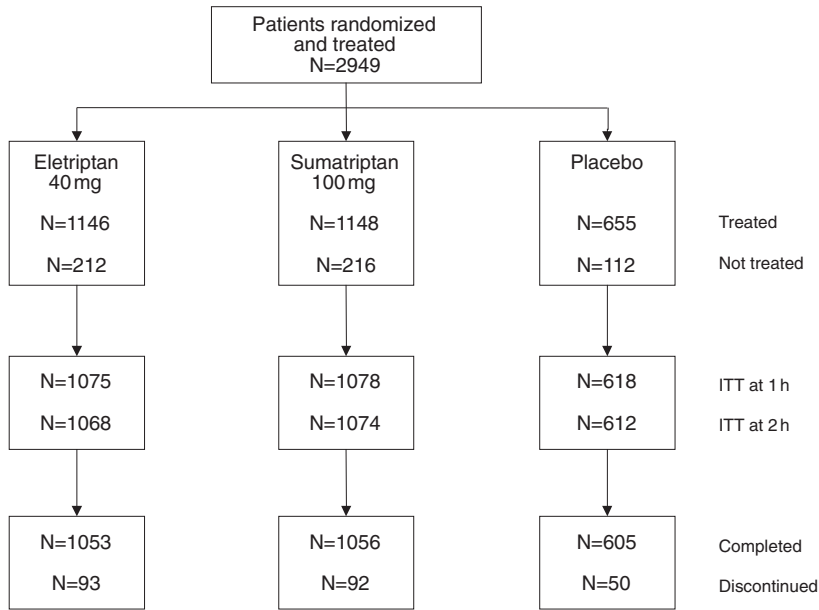 Patients randomized
and treated
N=2949
Eletriptan
40 mg
Sumatriptan
100 mg
Placebo
N=1146
N=1148
N=655
Treated
N=212
N=216
N=112
Not treated
N=1075
N=1078
N=618
ITT at 1 h
N=1068
N=1074
N=612
ITT at 2 h
N=1053
N=1056
N=605
Completed
N=93
N=92
N=50
Discontinued